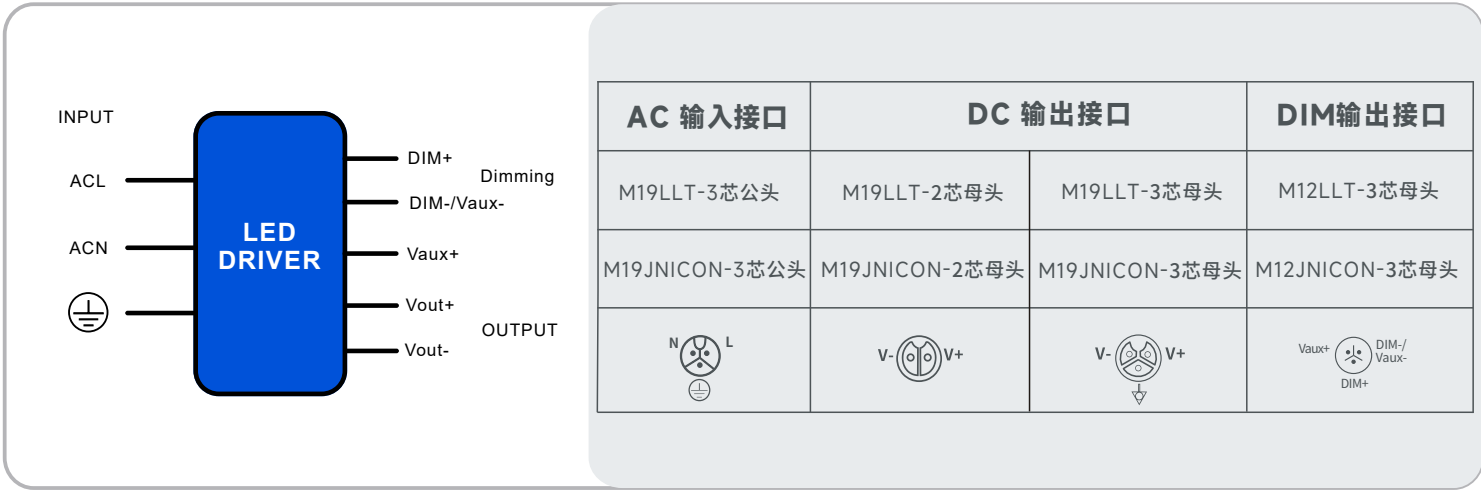 INPUT
ACL
ACN
LED
DRIVER
DIM+
Dimming
DIM-/Vaux-
Vaux+
Vout+
OUTPUT
Vout-
AC 输入接口 DC 输出接口 DIM输出接口
M19LLT-3芯公头 M19LLT-2芯母头 M19LLT-3芯母头 M12LLT-3芯母头
M19JNICON-3芯公头 M19JNICON-2芯母头 M19JNICON-3芯母头 M12JNICON-3芯母头
N L
V- V+
V- V+
Vaux+ DIM-/
Vaux-
DIM+